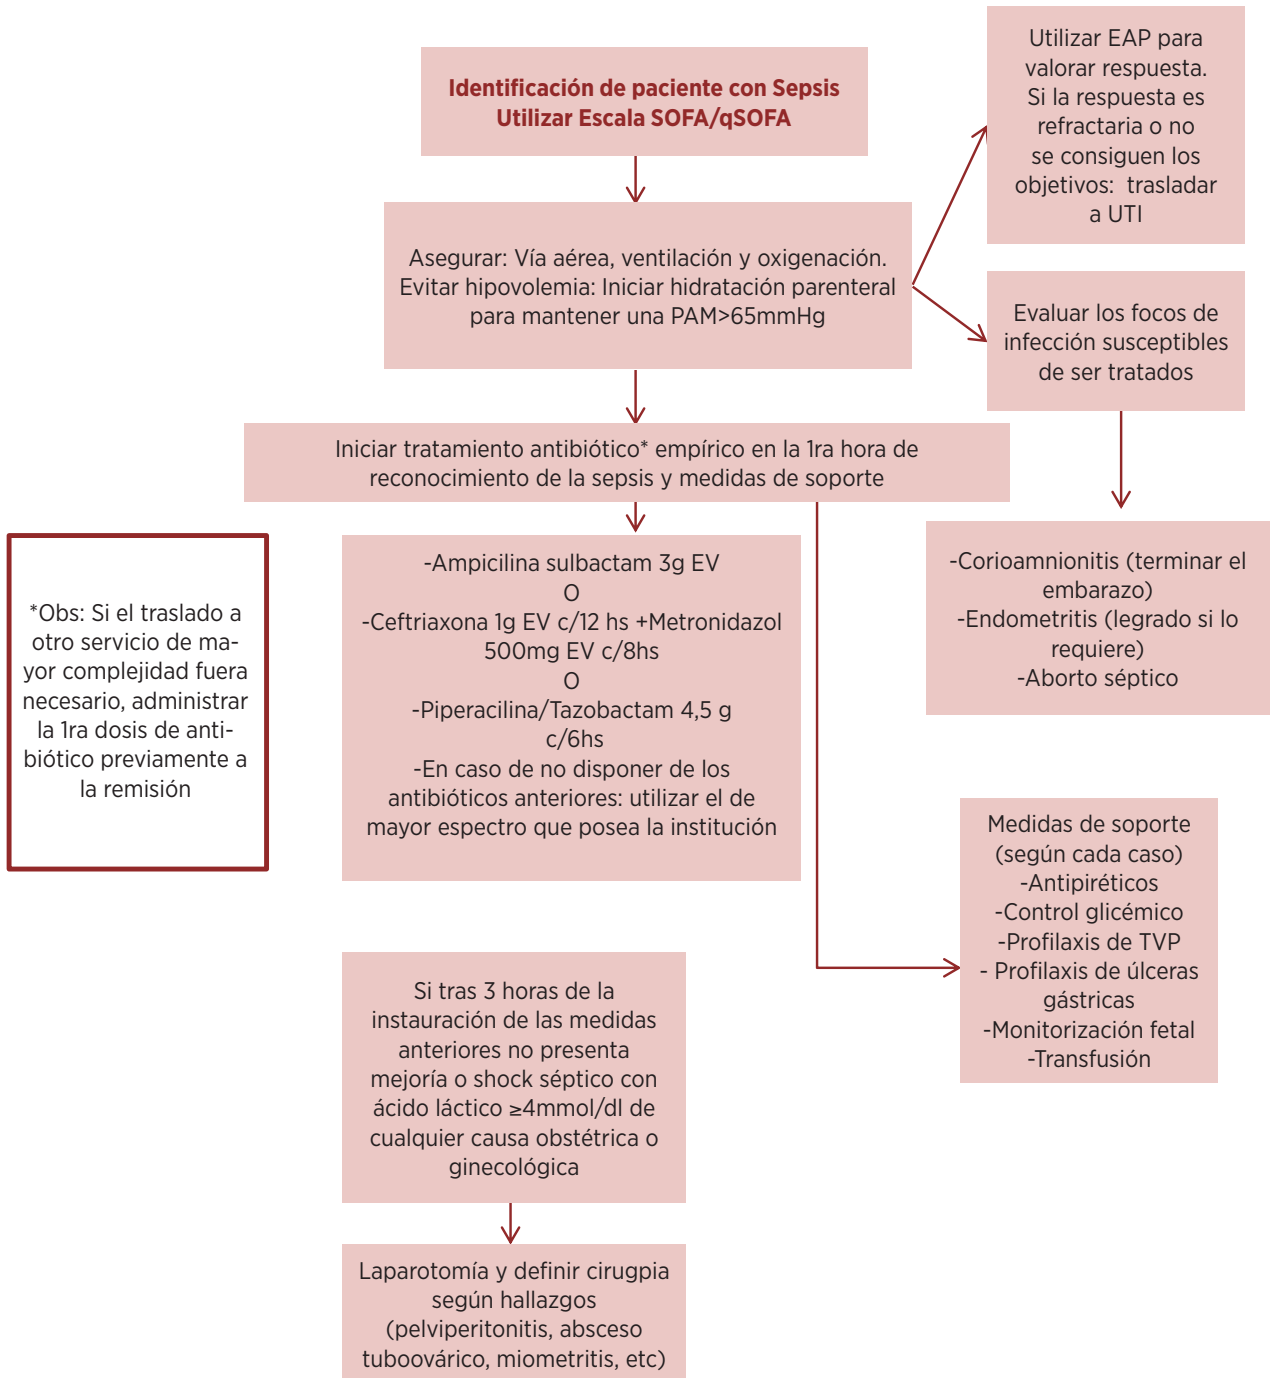 Identificación de paciente con Sepsis
Utilizar Escala SOFA/qSOFA
Utilizar EAP para
valorar respuesta.
Si la respuesta es
refractaria o no
se consiguen los
objetivos:  trasladar
a UTI
Asegurar: Vía aérea, ventilación y oxigenación.
Evitar hipovolemia: Iniciar hidratación parenteral
para mantener una PAM>65mmHg
Evaluar los focos de
infección susceptibles
de ser tratados
Iniciar tratamiento antibiótico* empírico en la 1ra hora de
reconocimiento de la sepsis y medidas de soporte
-Corioamnionitis (terminar el
embarazo)
-Endometritis (legrado si lo
requiere)
-Aborto séptico
*Obs: Si el traslado a
otro servicio de ma-
yor complejidad fuera
necesario, administrar
la 1ra dosis de anti-
biótico previamente a
la remisión
-Ampicilina sulbactam 3g EV
O
-Ceftriaxona 1g EV c/12 hs +Metronidazol
500mg EV c/8hs
O
-Piperacilina/Tazobactam 4,5 g
c/6hs
-En caso de no disponer de los
antibióticos anteriores: utilizar el de
mayor espectro que posea la institución
Medidas de soporte
(según cada caso)
-Antipiréticos
-Control glicémico
-Profilaxis de TVP
- Profilaxis de úlceras
gástricas
-Monitorización fetal
-Transfusión
Si tras 3 horas de la
instauración de las medidas
anteriores no presenta
mejoría o shock séptico con
ácido láctico ≥4mmol/dl de
cualquier causa obstétrica o
ginecológica
Laparotomía y definir cirugpia
según hallazgos
(pelviperitonitis, absceso
tuboovárico, miometritis, etc)